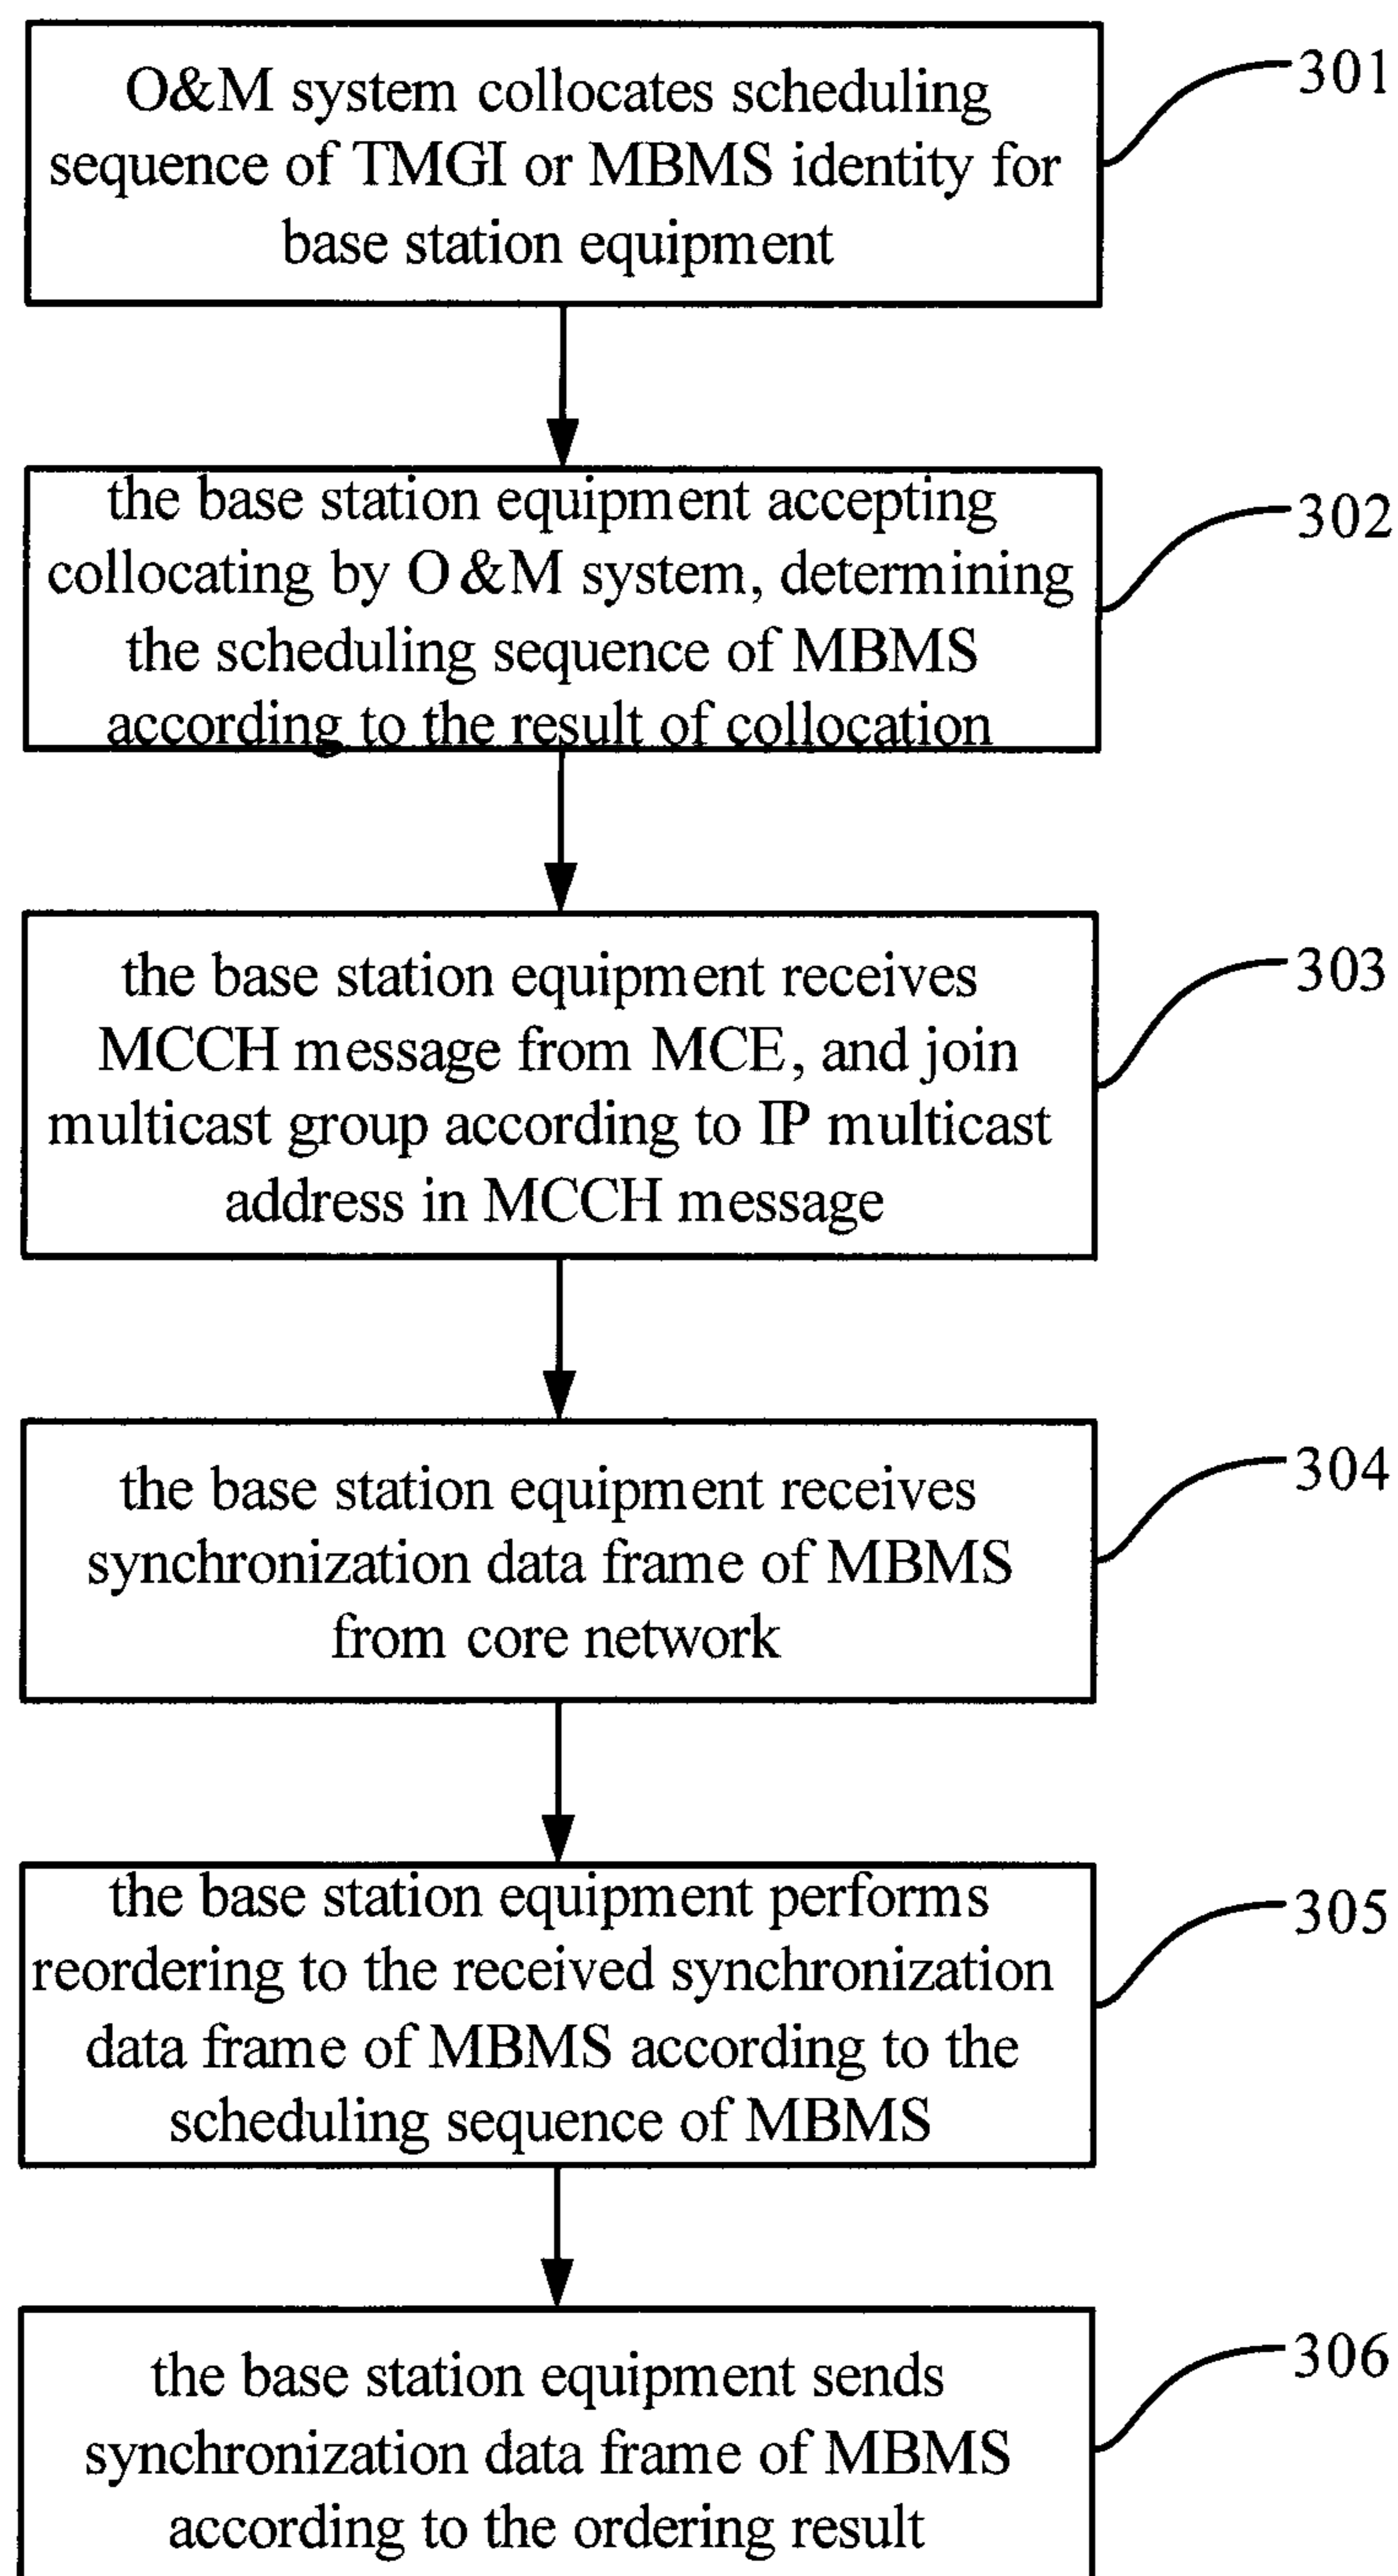 O&M system collocates scheduling
sequence of TMGI or MBMS identity for
base station equipment
301
the base station equipment accepting
collocating by O&M system, determining
the scheduling sequence of MBMS
according to the result of collocation
302
the base station equipment receives
MCCH message from MCE, and join
multicast group according to IP multicast
address in MCCH message
303
the base station equipment receives
synchronization data frame of MBMS
from core network
304
the base station equipment performs
reordering to the received synchronization
data frame of MBMS according to the
scheduling sequence of MBMS
305
the base station equipment sends
synchronization data frame of MBMS
according to the ordering result
306